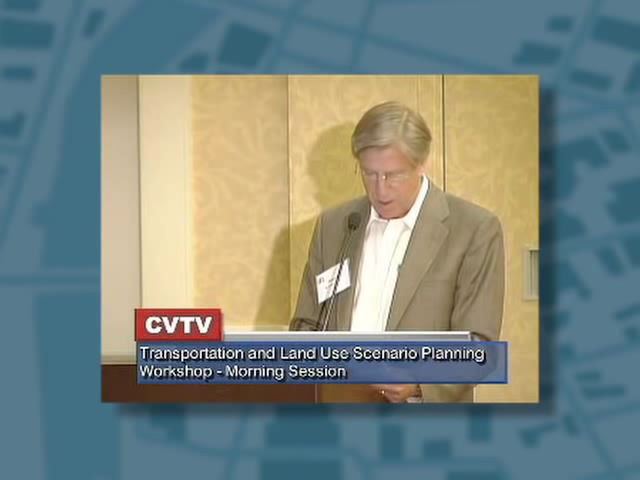 CVTV
Transportation and Land Use Scenario Planning
Workshop - Morning Session